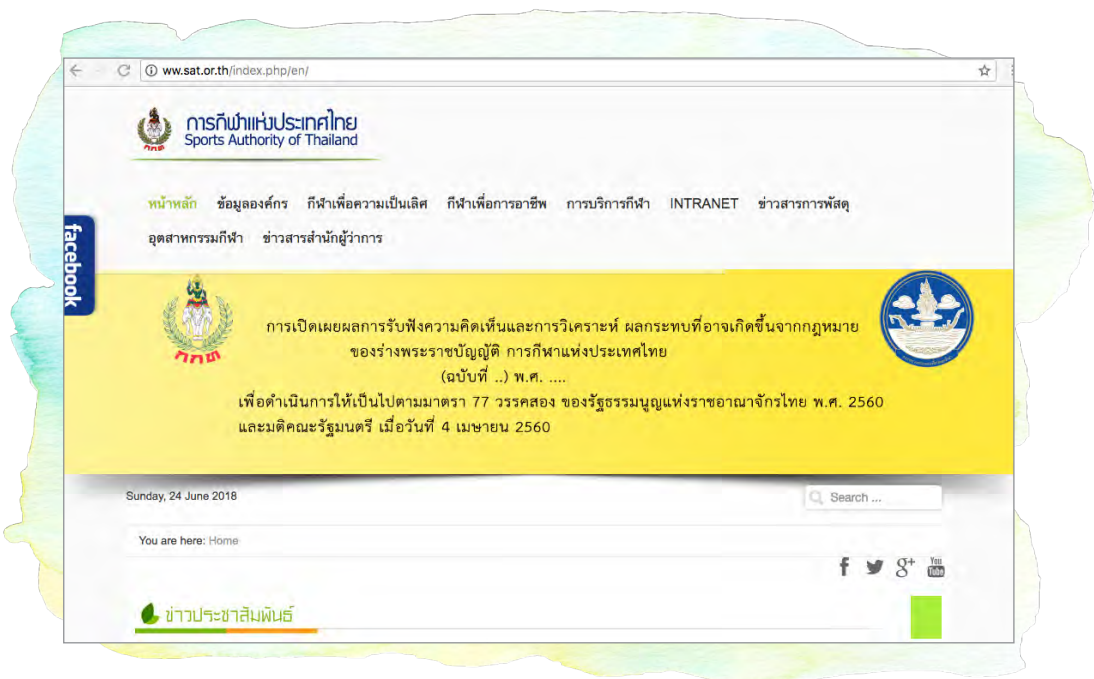 ww.sat.or.th/index.php/en/
การกีฬาแห่งประเทศไทย
Sports Authority of Thailand
กกท
หน้าหลัก ข้อมูลองค์กร กีฬาเพื่อความเป็นเลิศ กีฬาเพื่อการอาชีพ การบริการกีฬา INTRANET ข่าวสารการพัสดุ
อุตสาหกรรมกีฬา ข่าวสารสำนักผู้ว่าการ
facebook
กกท
การเปิดเผยผลการรับฟังความคิดเห็นและการวิเคราะห์ ผลกระทบที่อาจเกิดขึ้นจากกฎหมาย
ของร่างพระราชบัญญัติ การกีฬาแห่งประเทศไทย
(ฉบับที่ ..) พ.ศ. ....
เพื่อดำเนินการให้เป็นไปตามมาตรา 77 วรรคสอง ของรัฐธรรมนูญแห่งราชอาณาจักรไทย พ.ศ. 2560
และมติคณะรัฐมนตรี เมื่อวันที่ 4 เมษายน 2560
Sunday, 24 June 2018
Search ...
You are here: Home
f g+ You Tube
ข่าวประชาสัมพันธ์